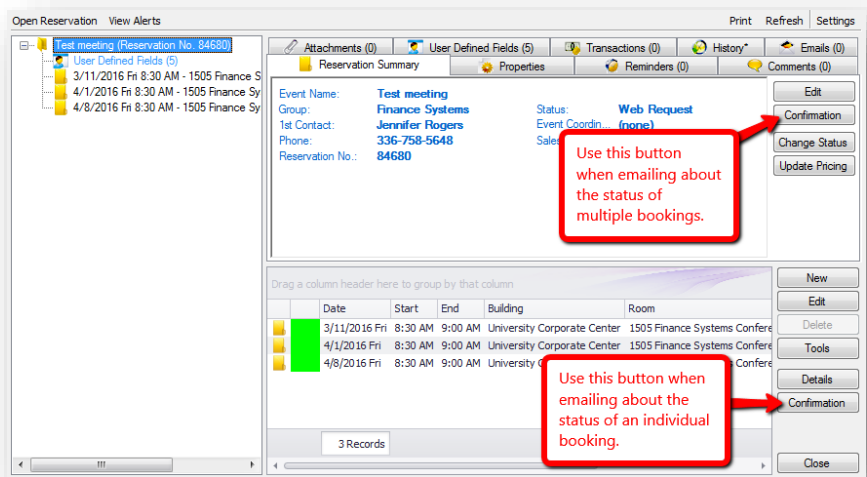 Open Reservation View Alerts Print Refresh Settings
Test meeting (Reservation No. 84680)
User Defined Fields (5)
3/11/2016 Fri 8:30 AM - 1505 Finance S
4/1/2016 Fri 8:30 AM - 1505 Finance Sy
4/8/2016 Fri 8:30 AM - 1505 Finance Sy
Attachments (0) User Defined Fields (5) Transactions (0) History* Emails (0)
Reservation Summary Properties Reminders (0) Comments (0)
Event Name: Test meeting
Group: Finance Systems Status: Web Request
1st Contact: Jennifer Rogers Event Coordin... (none)
Phone: 336-758-5648 Sales
Reservation No.: 84680
Edit
Confirmation
Change Status
Update Pricing
Use this button
when emailing about
the status of
multiple bookings.
Drag a column header here to group by that column
Date Start End Building Room
3/11/2016 Fri 8:30 AM 9:00 AM University Corporate Center 1505 Finance Systems Confere
4/1/2016 Fri 8:30 AM 9:00 AM University Corporate Center 1505 Finance Systems Confere
4/8/2016 Fri 8:30 AM 9:00 AM University Confere
3 Records
New
Edit
Delete
Tools
Details
Confirmation
Close
Use this button when
emailing about the
status of an individual
booking.